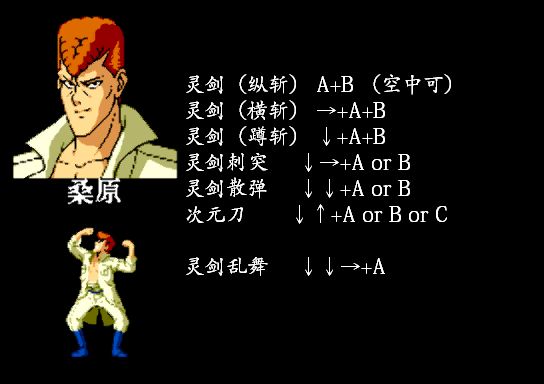 灵剑（纵斩） A+B （空中可）
灵剑（横斩） →+A+B
灵剑（蹲斩） ↓+A+B
灵剑刺突 ↓→+A or B
灵剑散弹 ↓↓+A or B
次元刀 ↓↑+A or B or C
灵剑乱舞 ↓↓→+A
桑原